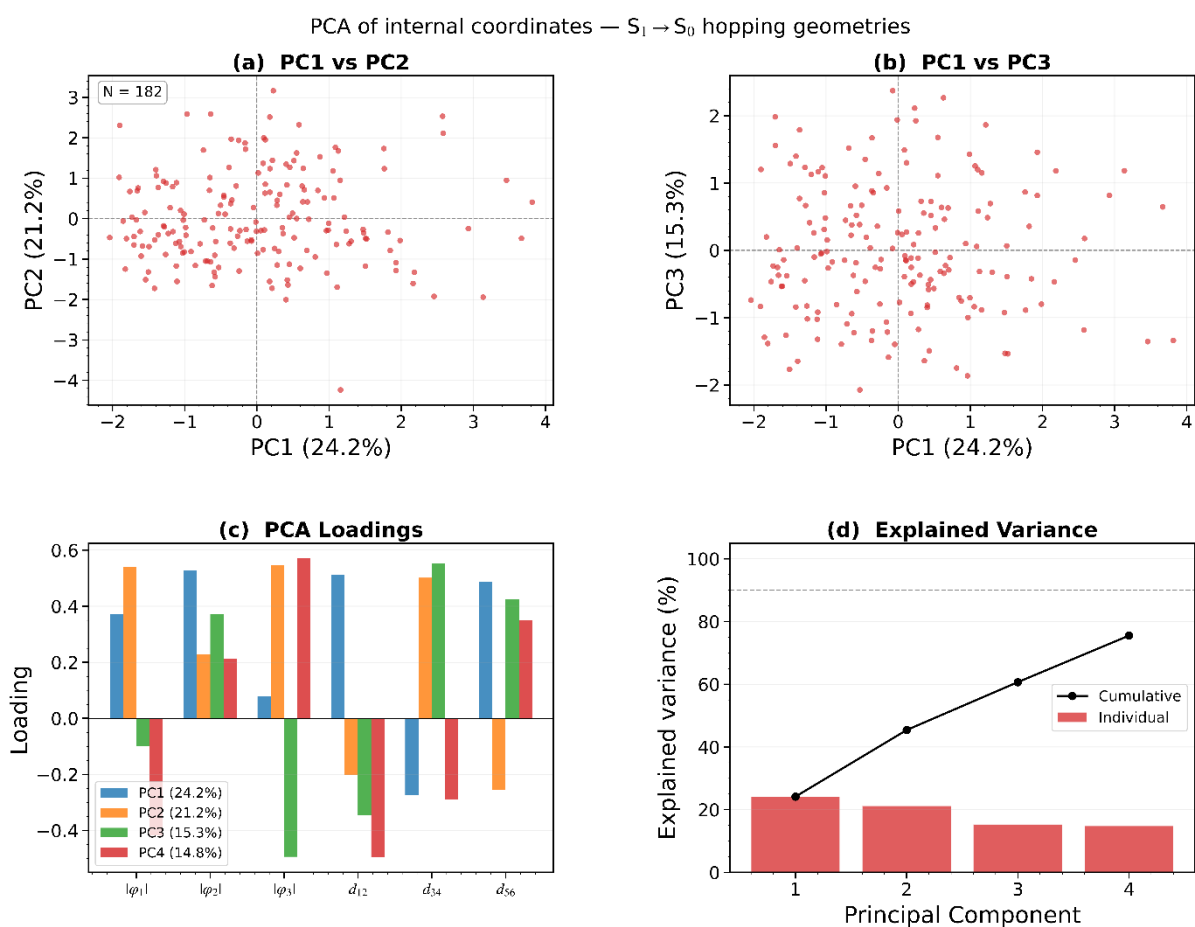 PCA of internal coordinates — S₁ → S₀ hopping geometries
(a) PC1 vs PC2
N = 182
3
2
1
0
−1
−2
−3
−4
PC2 (21.2%)
−2 −1 0 1 2 3 4
PC1 (24.2%)
(b) PC1 vs PC3
2
1
0
−1
−2
PC3 (15.3%)
−2 −1 0 1 2 3 4
PC1 (24.2%)
(c) PCA Loadings
0.6
0.4
0.2
0.0
−0.2
−0.4
Loading
PC1 (24.2%)
PC2 (21.2%)
PC3 (15.3%)
PC4 (14.8%)
|φ₁| |φ₂| |φ₃| d₁₂ d₃₄ d₅₆
(d) Explained Variance
100
80
60
40
20
0
Explained variance (%)
Cumulative
Individual
1 2 3 4
Principal Component